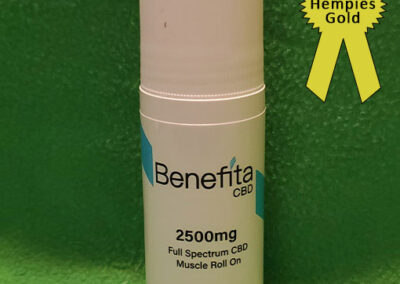 Hempies
Gold
Benefita
CBD
2500mg
Full Spectrum CBD
Muscle Roll On